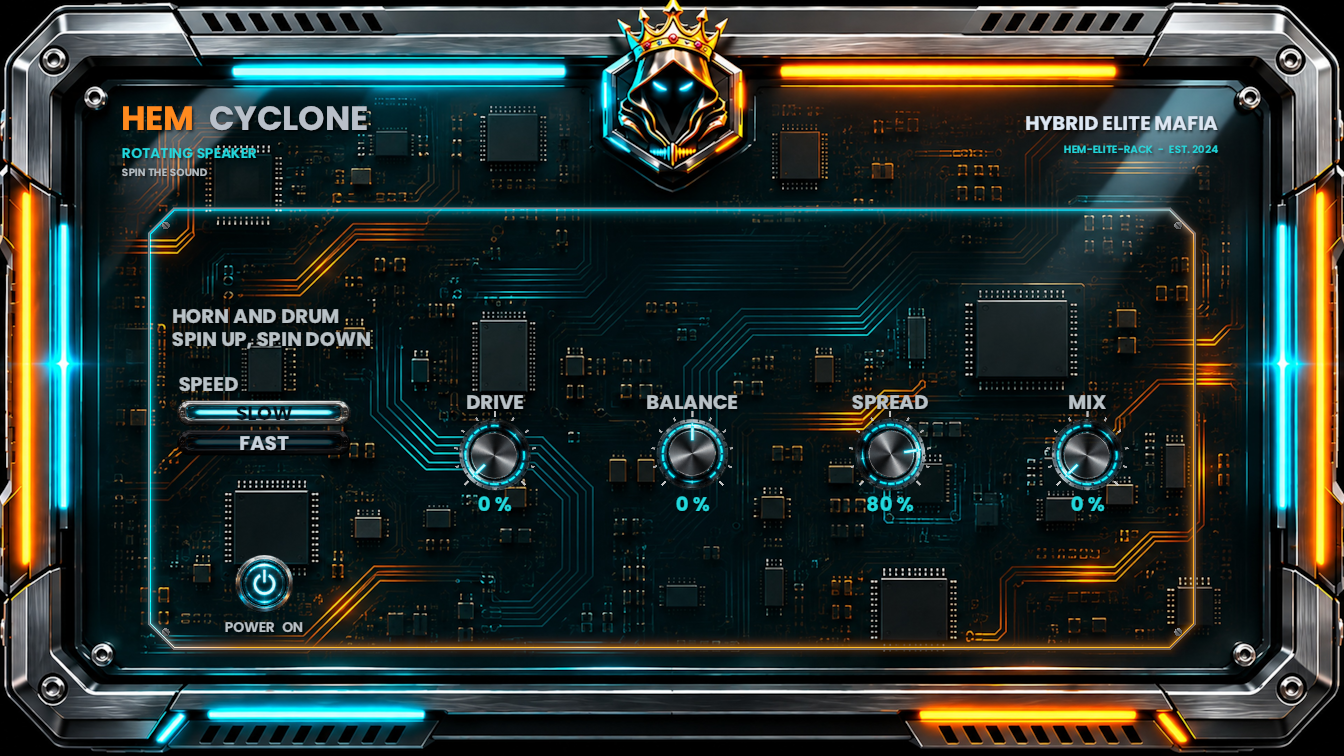 HEM CYCLONE
ROTATING SPEAKER
SPIN THE SOUND
HYBRID ELITE MAFIA
HEM-ELITE-RACK - EST. 2024
HORN AND DRUM
SPIN UP, SPIN DOWN
SPEED
SLOW
FAST
DRIVE
0 %
BALANCE
0 %
SPREAD
80 %
MIX
0 %
POWER ON